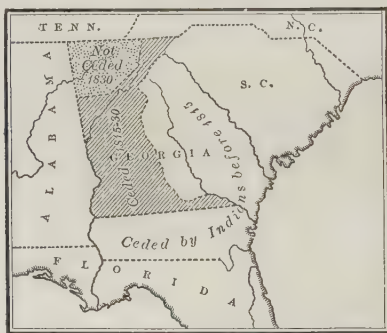 TENN.
N. C.
Not
Ceded
1830
S. C.
ALABAMA
GEORGIA
Ceded 1815-30
Ceded by Indians before 1815
FLORIDA